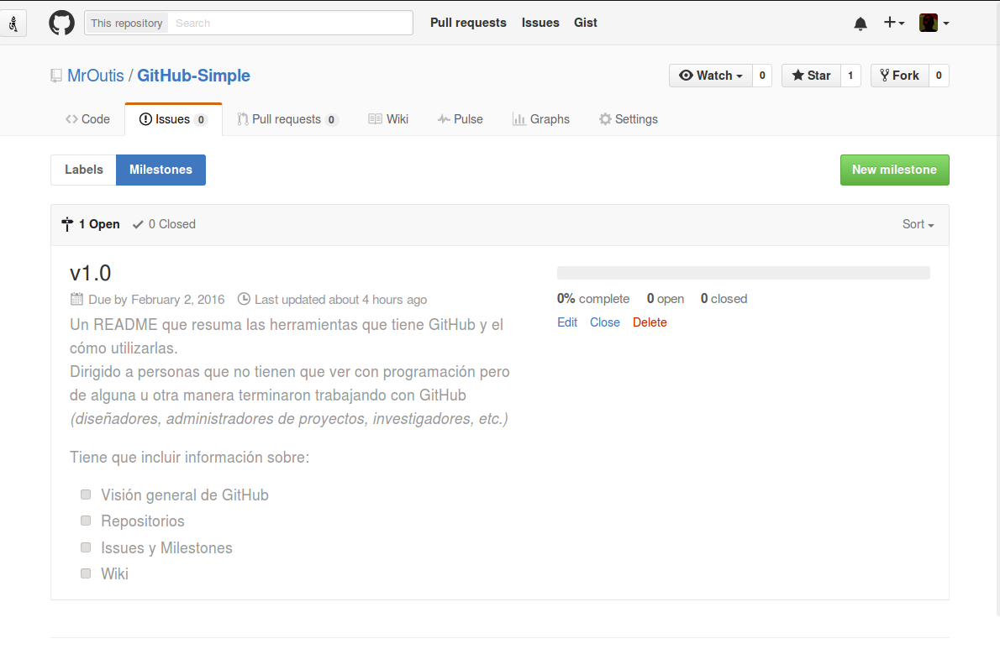 This repository Search Pull requests Issues Gist
MrOutis / GitHub-Simple Watch 0 Star 1 Fork 0
Code Issues 0 Pull requests 0 Wiki Pulse Graphs Settings
Labels Milestones New milestone
1 Open 0 Closed Sort
v1.0
Due by February 2, 2016 Last updated about 4 hours ago
Un README que resuma las herramientas que tiene GitHub y el
cómo utilizarlas.
Dirigido a personas que no tienen que ver con programación pero
de alguna u otra manera terminaron trabajando con GitHub
(diseñadores, administradores de proyectos, investigadores, etc.)
Tiene que incluir información sobre:
Visión general de GitHub
Repositorios
Issues y Milestones
Wiki
0% complete 0 open 0 closed
Edit Close Delete